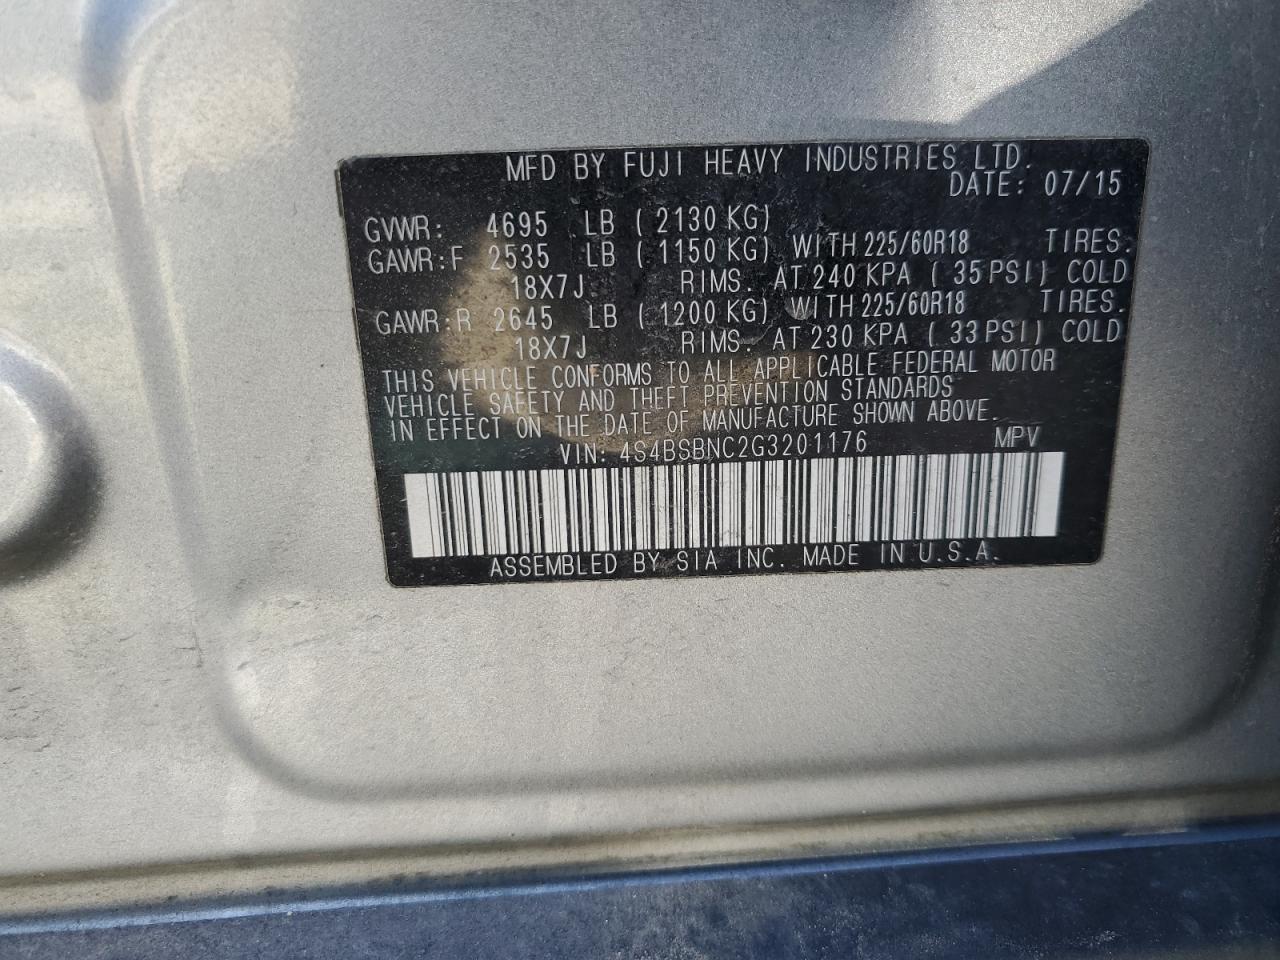 MFD BY FUJI HEAVY INDUSTRIES LTD.
DATE: 07/15
GVWR: 4695 LB ( 2130 KG)
GAWR:F 2535 LB ( 1150 KG) WITH 225/60R18 TIRES.
18X7J RIMS. AT 240 KPA ( 35 PSI) COLD
GAWR:R 2645 LB ( 1200 KG) WITH 225/60R18 TIRES.
18X7J RIMS. AT 230 KPA ( 33 PSI) COLD
THIS VEHICLE CONFORMS TO ALL APPLICABLE FEDERAL MOTOR
VEHICLE SAFETY AND THEFT PREVENTION STANDARDS
IN EFFECT ON THE DATE OF MANUFACTURE SHOWN ABOVE.
VIN: 4S4BSBNC2G3201176 MPV
ASSEMBLED BY SIA INC. MADE IN U.S.A.